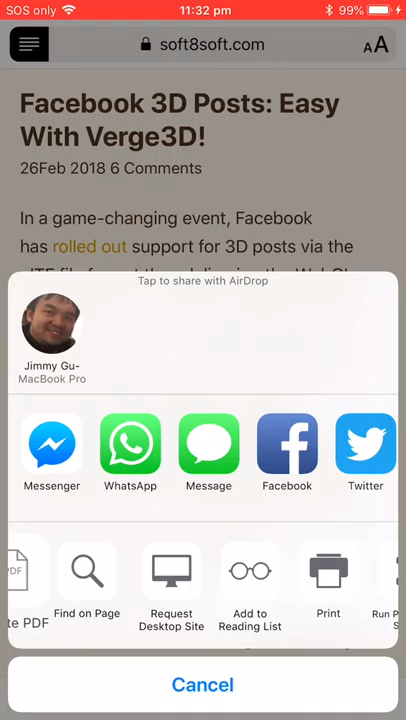 SOS only 11:32 pm 99%
soft8soft.com AA
Facebook 3D Posts: Easy
With Verge3D!
26Feb 2018 6 Comments
In a game-changing event, Facebook
has rolled out support for 3D posts via the
Tap to share with AirDrop
Jimmy Gu-
MacBook Pro
Messenger WhatsApp Message Facebook Twitter
PDF
te PDF Find on Page Request Add to Print Run
Desktop Site Reading List S
Cancel